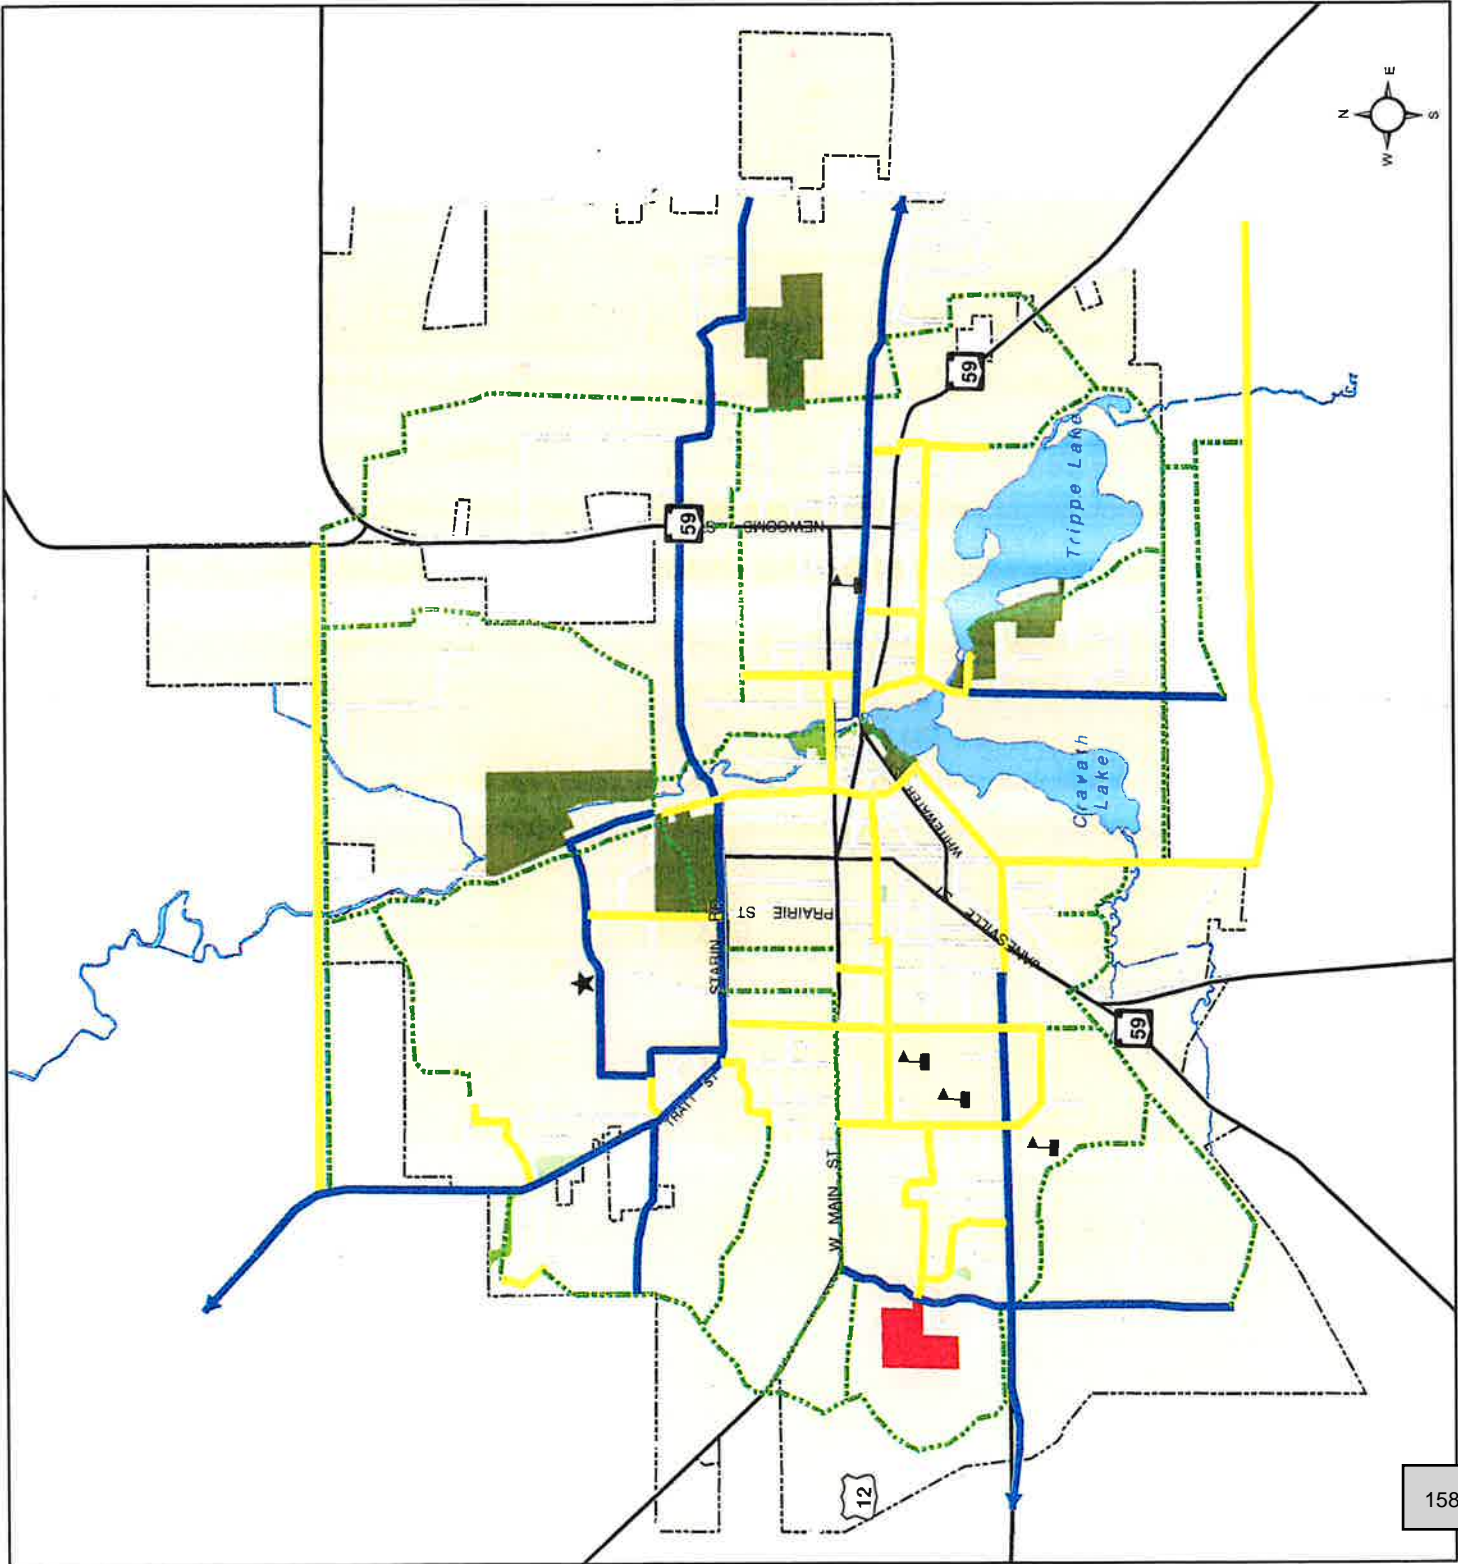 N
W
E
S
59
59
NEWCOMB S
Trippe Lake
Cravath
Lake
WHITEWATER
STARIN RD
PRAIRIE ST
JANESVILLE ST
59
TRATT ST
W MAIN ST
12
158